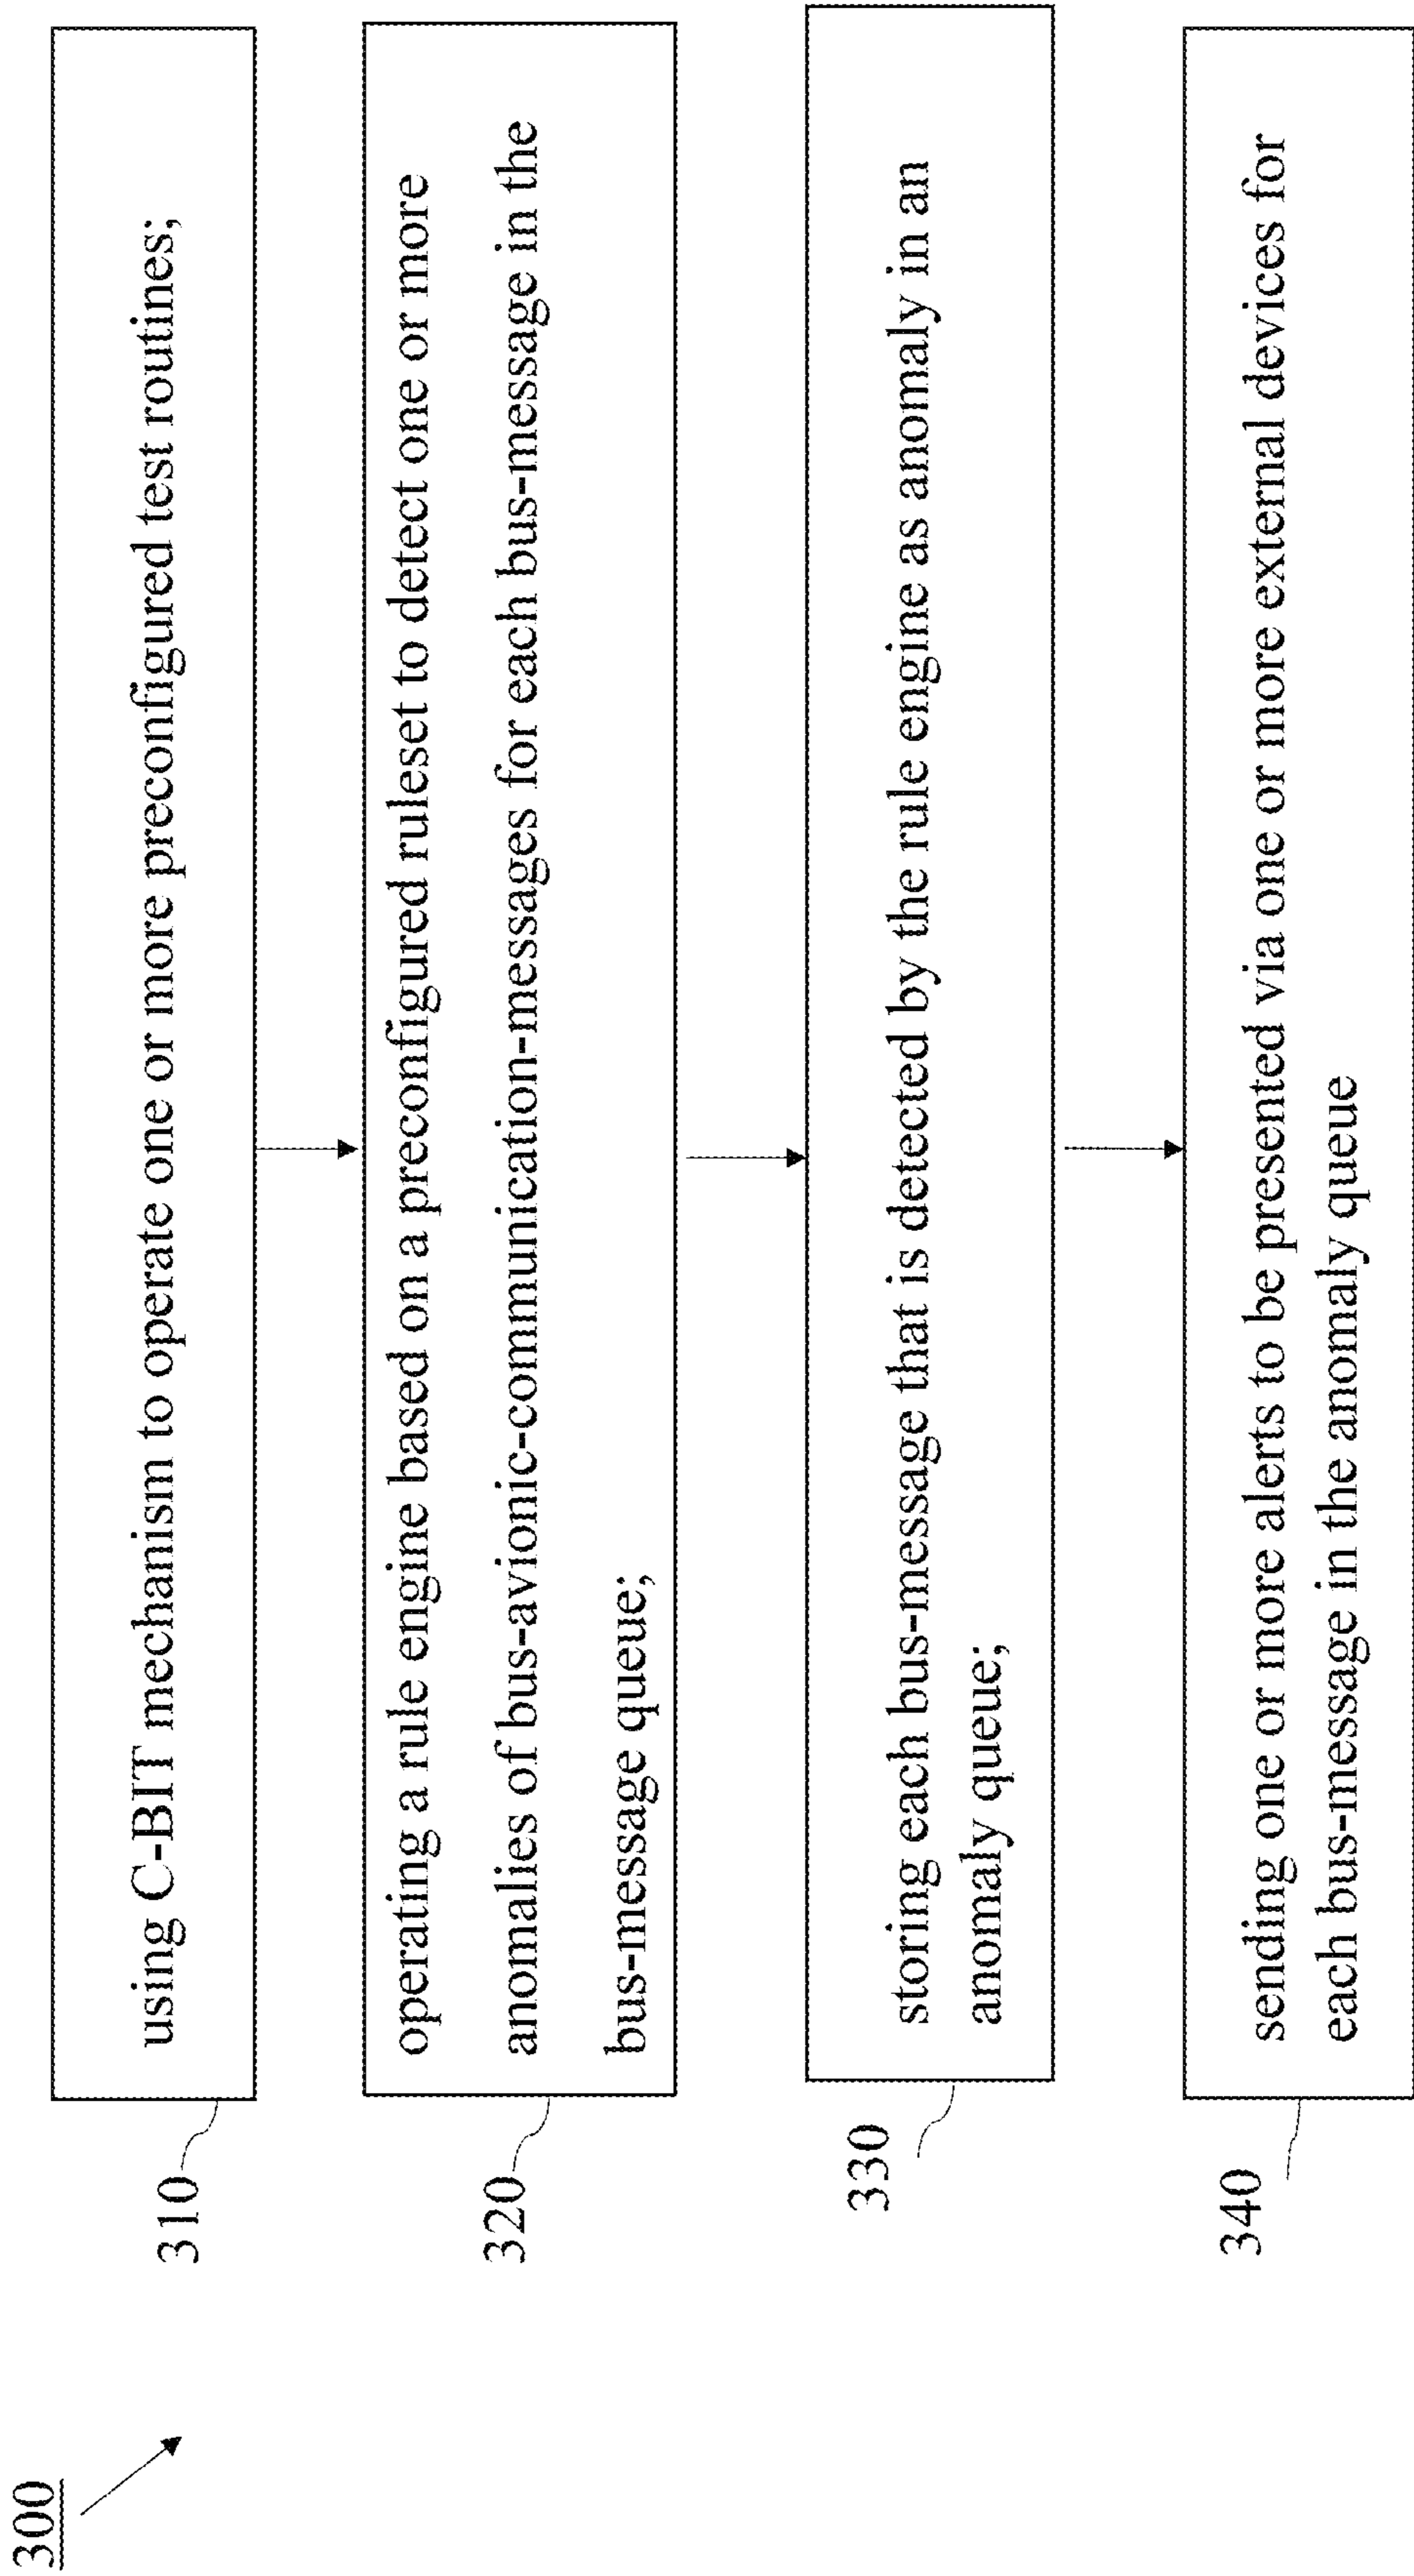 300
310
using C-BIT mechanism to operate one or more preconfigured test routines;
320
operating a rule engine based on a preconfigured ruleset to detect one or more
anomalies of bus-avionic-communication-messages for each bus-message in the
bus-message queue;
330
storing each bus-message that is detected by the rule engine as anomaly in an
anomaly queue;
340
sending one or more alerts to be presented via one or more external devices for
each bus-message in the anomaly queue